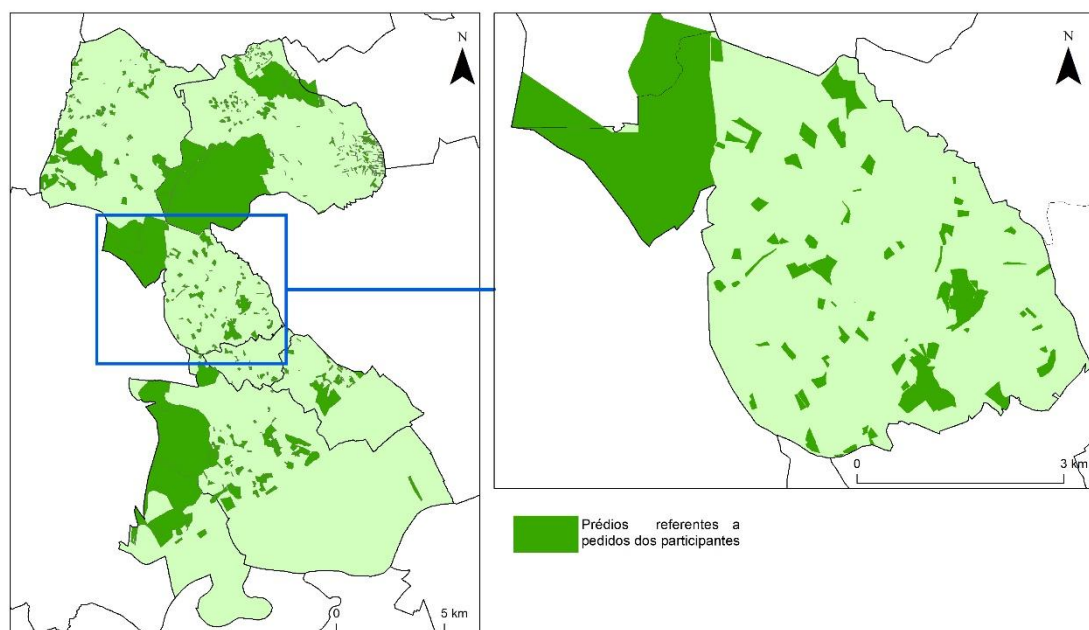 N
0 5 km
N
0 3 km
Prédios referentes a
pedidos dos participantes